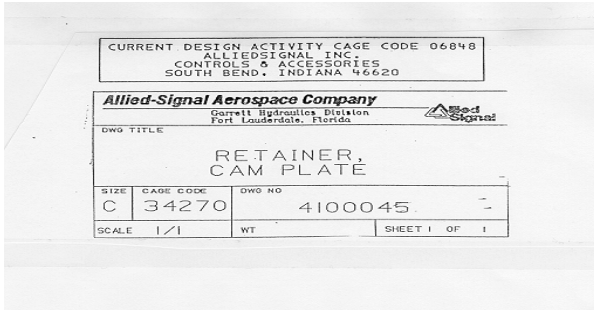 CURRENT DESIGN ACTIVITY CAGE CODE 06848
ALLIEDSIGNAL INC.
CONTROLS & ACCESSORIES
SOUTH BEND, INDIANA 46620
Allied-Signal Aerospace Company
Garrett Hydraulics Division
Fort Lauderdale, Florida
Allied
Signal
DWG TITLE
RETAINER,
CAM PLATE
SIZE CAGE CODE DWG NO
C 34270 4100045
SCALE 1/1 WT SHEET 1 OF 1